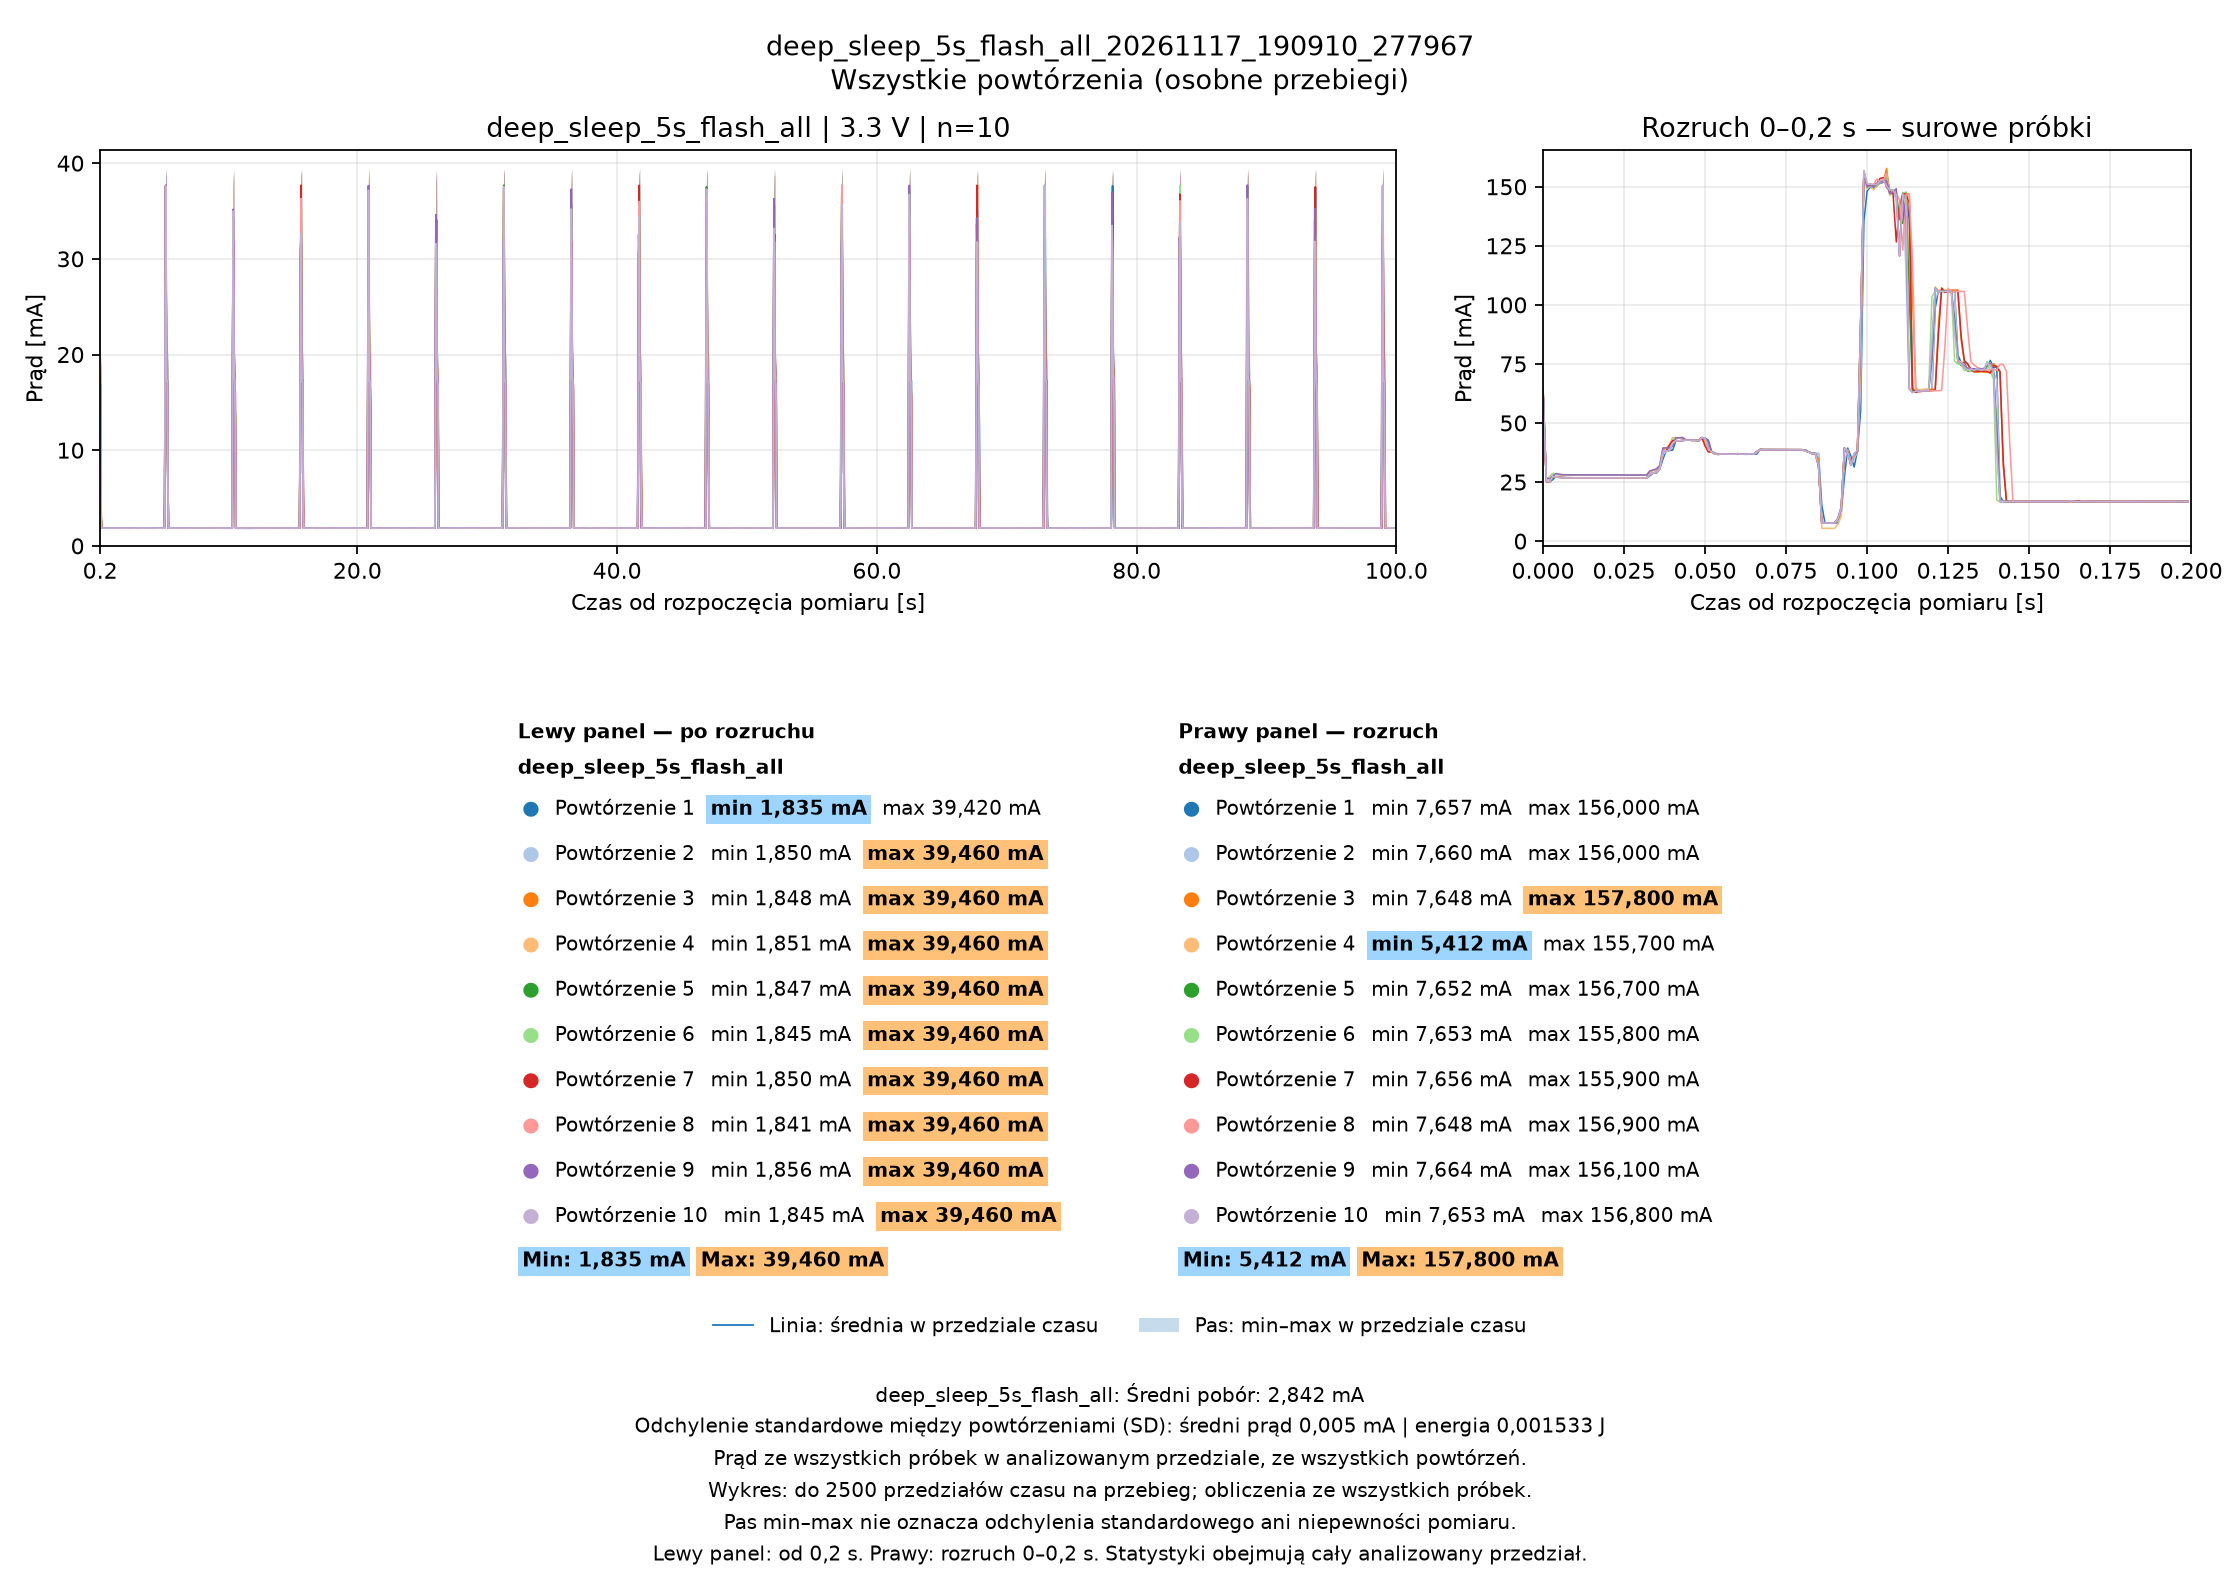 deep_sleep_5s_flash_all_20261117_190910_277967
Wszystkie powtórzenia (osobne przebiegi)
deep_sleep_5s_flash_all | 3.3 V | n=10
40
30
20
10
0
Prąd [mA]
0.2 20.0 40.0 60.0 80.0 100.0
Czas od rozpoczęcia pomiaru [s]
Rozruch 0–0,2 s — surowe próbki
150
125
100
75
50
25
0
Prąd [mA]
0.000 0.025 0.050 0.075 0.100 0.125 0.150 0.175 0.200
Czas od rozpoczęcia pomiaru [s]
Lewy panel — po rozruchu
deep_sleep_5s_flash_all
Powtórzenie 1 min 1,835 mA max 39,420 mA
Powtórzenie 2 min 1,850 mA max 39,460 mA
Powtórzenie 3 min 1,848 mA max 39,460 mA
Powtórzenie 4 min 1,851 mA max 39,460 mA
Powtórzenie 5 min 1,847 mA max 39,460 mA
Powtórzenie 6 min 1,845 mA max 39,460 mA
Powtórzenie 7 min 1,850 mA max 39,460 mA
Powtórzenie 8 min 1,841 mA max 39,460 mA
Powtórzenie 9 min 1,856 mA max 39,460 mA
Powtórzenie 10 min 1,845 mA max 39,460 mA
Min: 1,835 mA Max: 39,460 mA
Prawy panel — rozruch
deep_sleep_5s_flash_all
Powtórzenie 1 min 7,657 mA max 156,000 mA
Powtórzenie 2 min 7,660 mA max 156,000 mA
Powtórzenie 3 min 7,648 mA max 157,800 mA
Powtórzenie 4 min 5,412 mA max 155,700 mA
Powtórzenie 5 min 7,652 mA max 156,700 mA
Powtórzenie 6 min 7,653 mA max 155,800 mA
Powtórzenie 7 min 7,656 mA max 155,900 mA
Powtórzenie 8 min 7,648 mA max 156,900 mA
Powtórzenie 9 min 7,664 mA max 156,100 mA
Powtórzenie 10 min 7,653 mA max 156,800 mA
Min: 5,412 mA Max: 157,800 mA
Linia: średnia w przedziale czasu Pas: min–max w przedziale czasu
deep_sleep_5s_flash_all: Średni pobór: 2,842 mA
Odchylenie standardowe między powtórzeniami (SD): średni prąd 0,005 mA | energia 0,001533 J
Prąd ze wszystkich próbek w analizowanym przedziale, ze wszystkich powtórzeń.
Wykres: do 2500 przedziałów czasu na przebieg; obliczenia ze wszystkich próbek.
Pas min–max nie oznacza odchylenia standardowego ani niepewności pomiaru.
Lewy panel: od 0,2 s. Prawy: rozruch 0–0,2 s. Statystyki obejmują cały analizowany przedział.